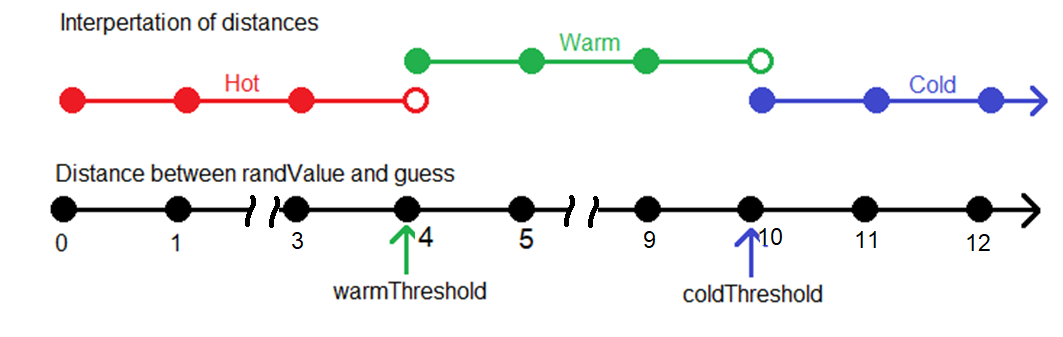 Interpertation of distances
Warm
Hot
Cold
Distance between randValue and guess
0 1 3 4 5 9 10 11 12
warmThreshold
coldThreshold